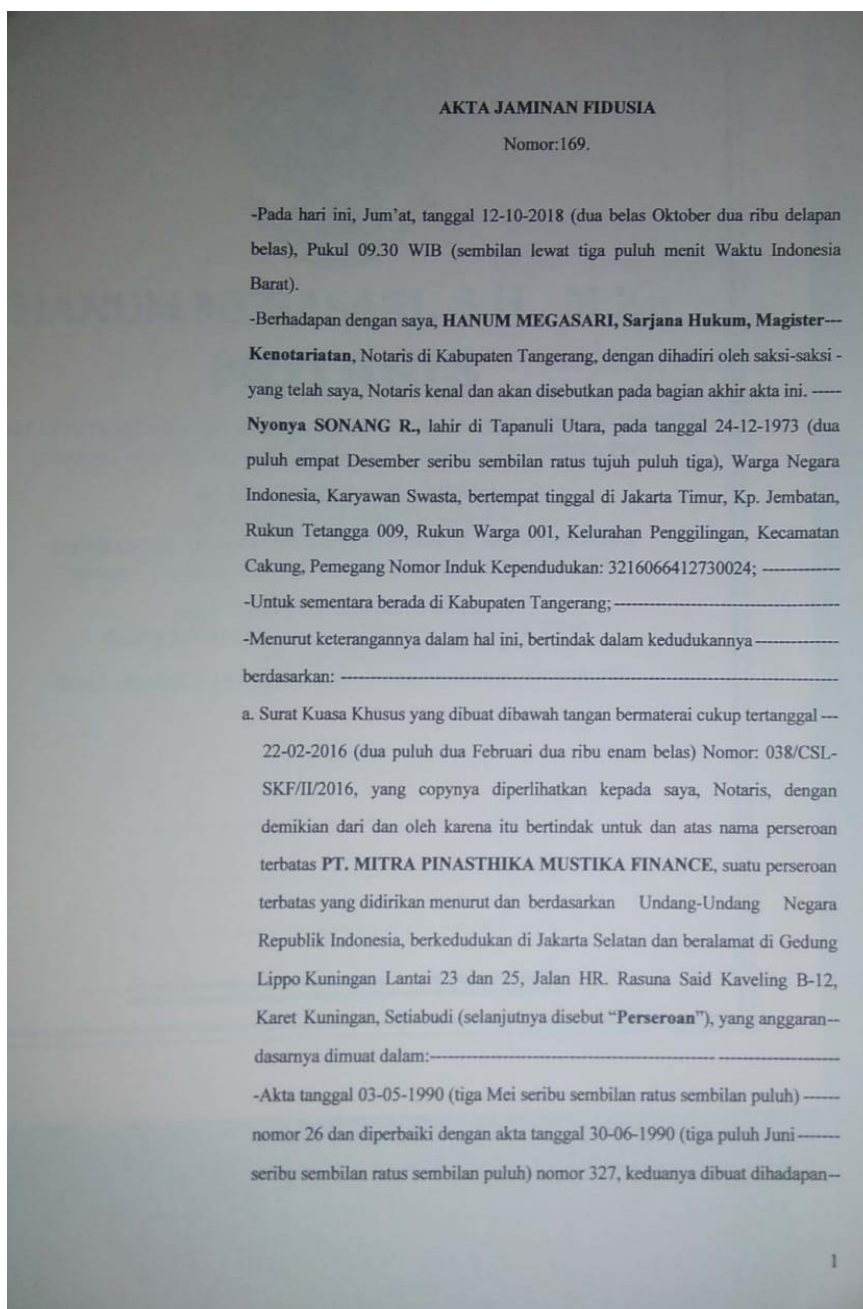 AKTA JAMINAN FIDUSIA
Nomor:169.
-Pada hari ini, Jum'at, tanggal 12-10-2018 (dua belas Oktober dua ribu delapan
belas), Pukul 09.30 WIB (sembilan lewat tiga puluh menit Waktu Indonesia
Barat).
-Berhadapan dengan saya, HANUM MEGASARI, Sarjana Hukum, Magister---
Kenotariatan, Notaris di Kabupaten Tangerang, dengan dihadiri oleh saksi-saksi -
yang telah saya, Notaris kenal dan akan disebutkan pada bagian akhir akta ini. -----
Nyonya SONANG R., lahir di Tapanuli Utara, pada tanggal 24-12-1973 (dua
puluh empat Desember seribu sembilan ratus tujuh puluh tiga), Warga Negara
Indonesia, Karyawan Swasta, bertempat tinggal di Jakarta Timur, Kp. Jembatan,
Rukun Tetangga 009, Rukun Warga 001, Kelurahan Penggilingan, Kecamatan
Cakung, Pemegang Nomor Induk Kependudukan: 3216066412730024; -------------
-Untuk sementara berada di Kabupaten Tangerang; --------------------------------------
-Menurut keterangannya dalam hal ini, bertindak dalam kedudukannya --------------
berdasarkan: -----------------------------------------------------------------------------------
a. Surat Kuasa Khusus yang dibuat dibawah tangan bermaterai cukup tertanggal ---
22-02-2016 (dua puluh dua Februari dua ribu enam belas) Nomor: 038/CSL-
SKF/II/2016, yang copynya diperlihatkan kepada saya, Notaris, dengan
demikian dari dan oleh karena itu bertindak untuk dan atas nama perseroan
terbatas PT. MITRA PINASTHIKA MUSTIKA FINANCE, suatu perseroan
terbatas yang didirikan menurut dan berdasarkan Undang-Undang Negara
Republik Indonesia, berkedudukan di Jakarta Selatan dan beralamat di Gedung
Lippo Kuningan Lantai 23 dan 25, Jalan HR. Rasuna Said Kaveling B-12,
Karet Kuningan, Setiabudi (selanjutnya disebut "Perseroan"), yang anggaran--
dasarnya dimuat dalam:------------------------------------------------ --------------------
-Akta tanggal 03-05-1990 (tiga Mei seribu sembilan ratus sembilan puluh) ------
nomor 26 dan diperbaiki dengan akta tanggal 30-06-1990 (tiga puluh Juni-------
seribu sembilan ratus sembilan puluh) nomor 327, keduanya dibuat dihadapan--
1